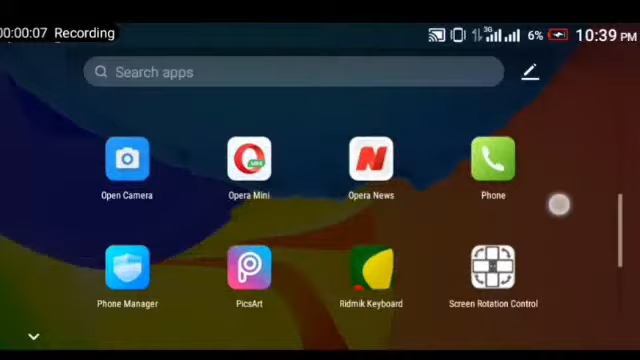 00:00:07 Recording
3G 6% 10:39 PM
Search apps
Open Camera Opera Mini Opera News Phone
Phone Manager PicsArt Ridmik Keyboard Screen Rotation Control